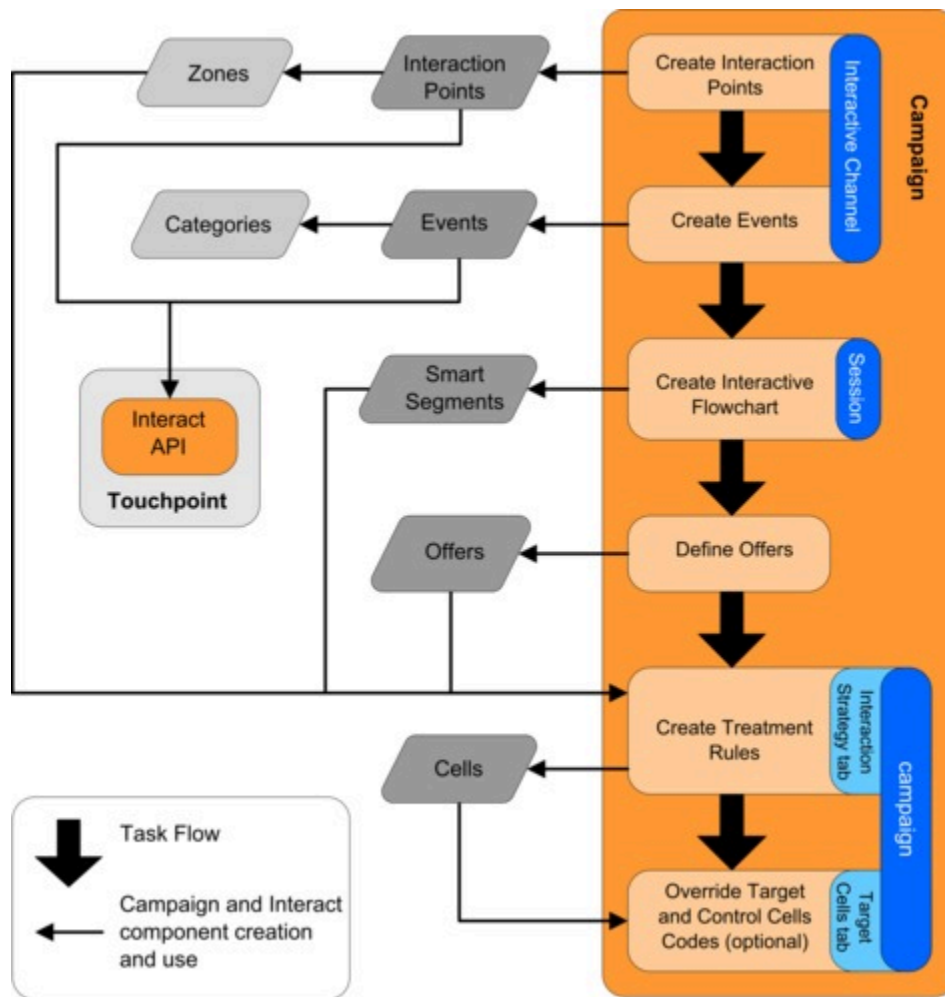 Zones
Interaction
Points
Create Interaction
Points
Interactive Channel
Campaign
Categories
Events
Create Events
Smart
Segments
Create Interactive
Flowchart
Session
Interact
API
Touchpoint
Offers
Define Offers
Create Treatment
Rules
Interaction
Strategy tab
campaign
Cells
Override Target
and Control Cells
Codes (optional)
Target
Cells tab
Task Flow
Campaign and Interact
component creation
and use